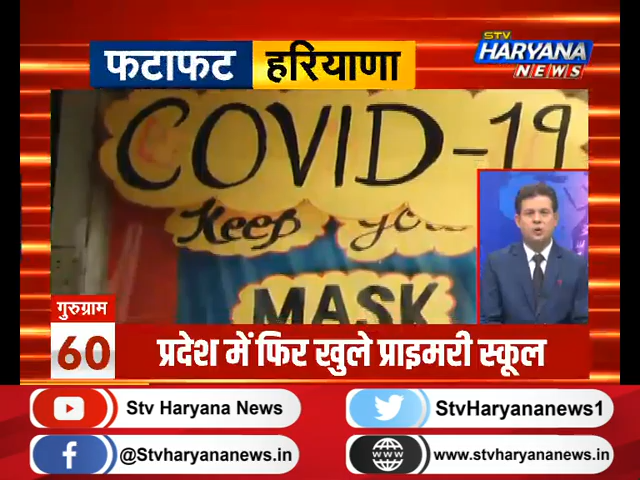 फटाफट हरियाणा
STV
HARYANA
NEWS
COVID-19
Keep you
MASK
गुरुग्राम
60 प्रदेश में फिर खुले प्राइमरी स्कूल
Stv Haryana News
StvHaryananews1
@Stvharyananews.in
www.stvharyananews.in